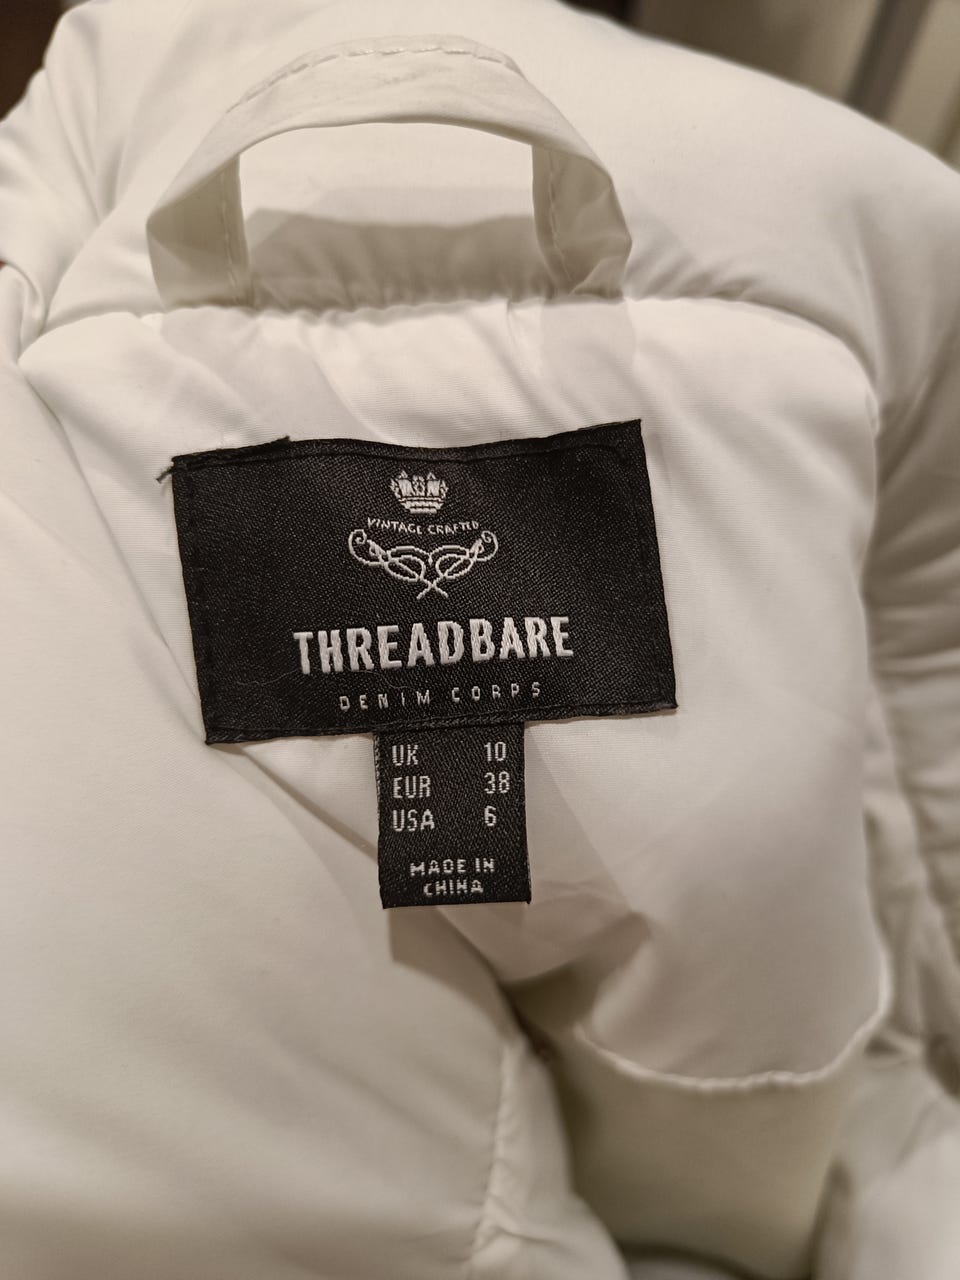 VINTAGE CRAFTED
THREADBARE
DENIM CORPS
UK 10
EUR 38
USA 6
MADE IN
CHINA